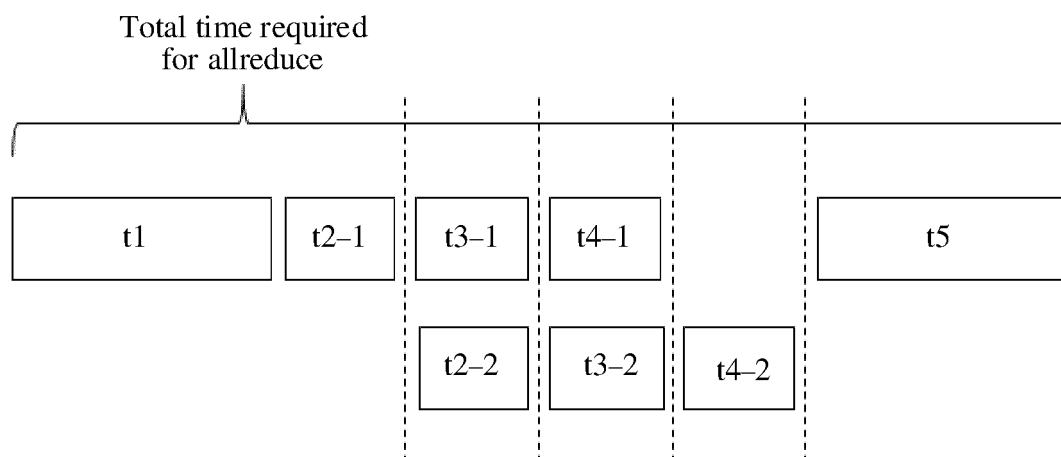 Total time required
for allreduce
t1
t2–1
t3–1
t4–1
t5
t2–2
t3–2
t4–2